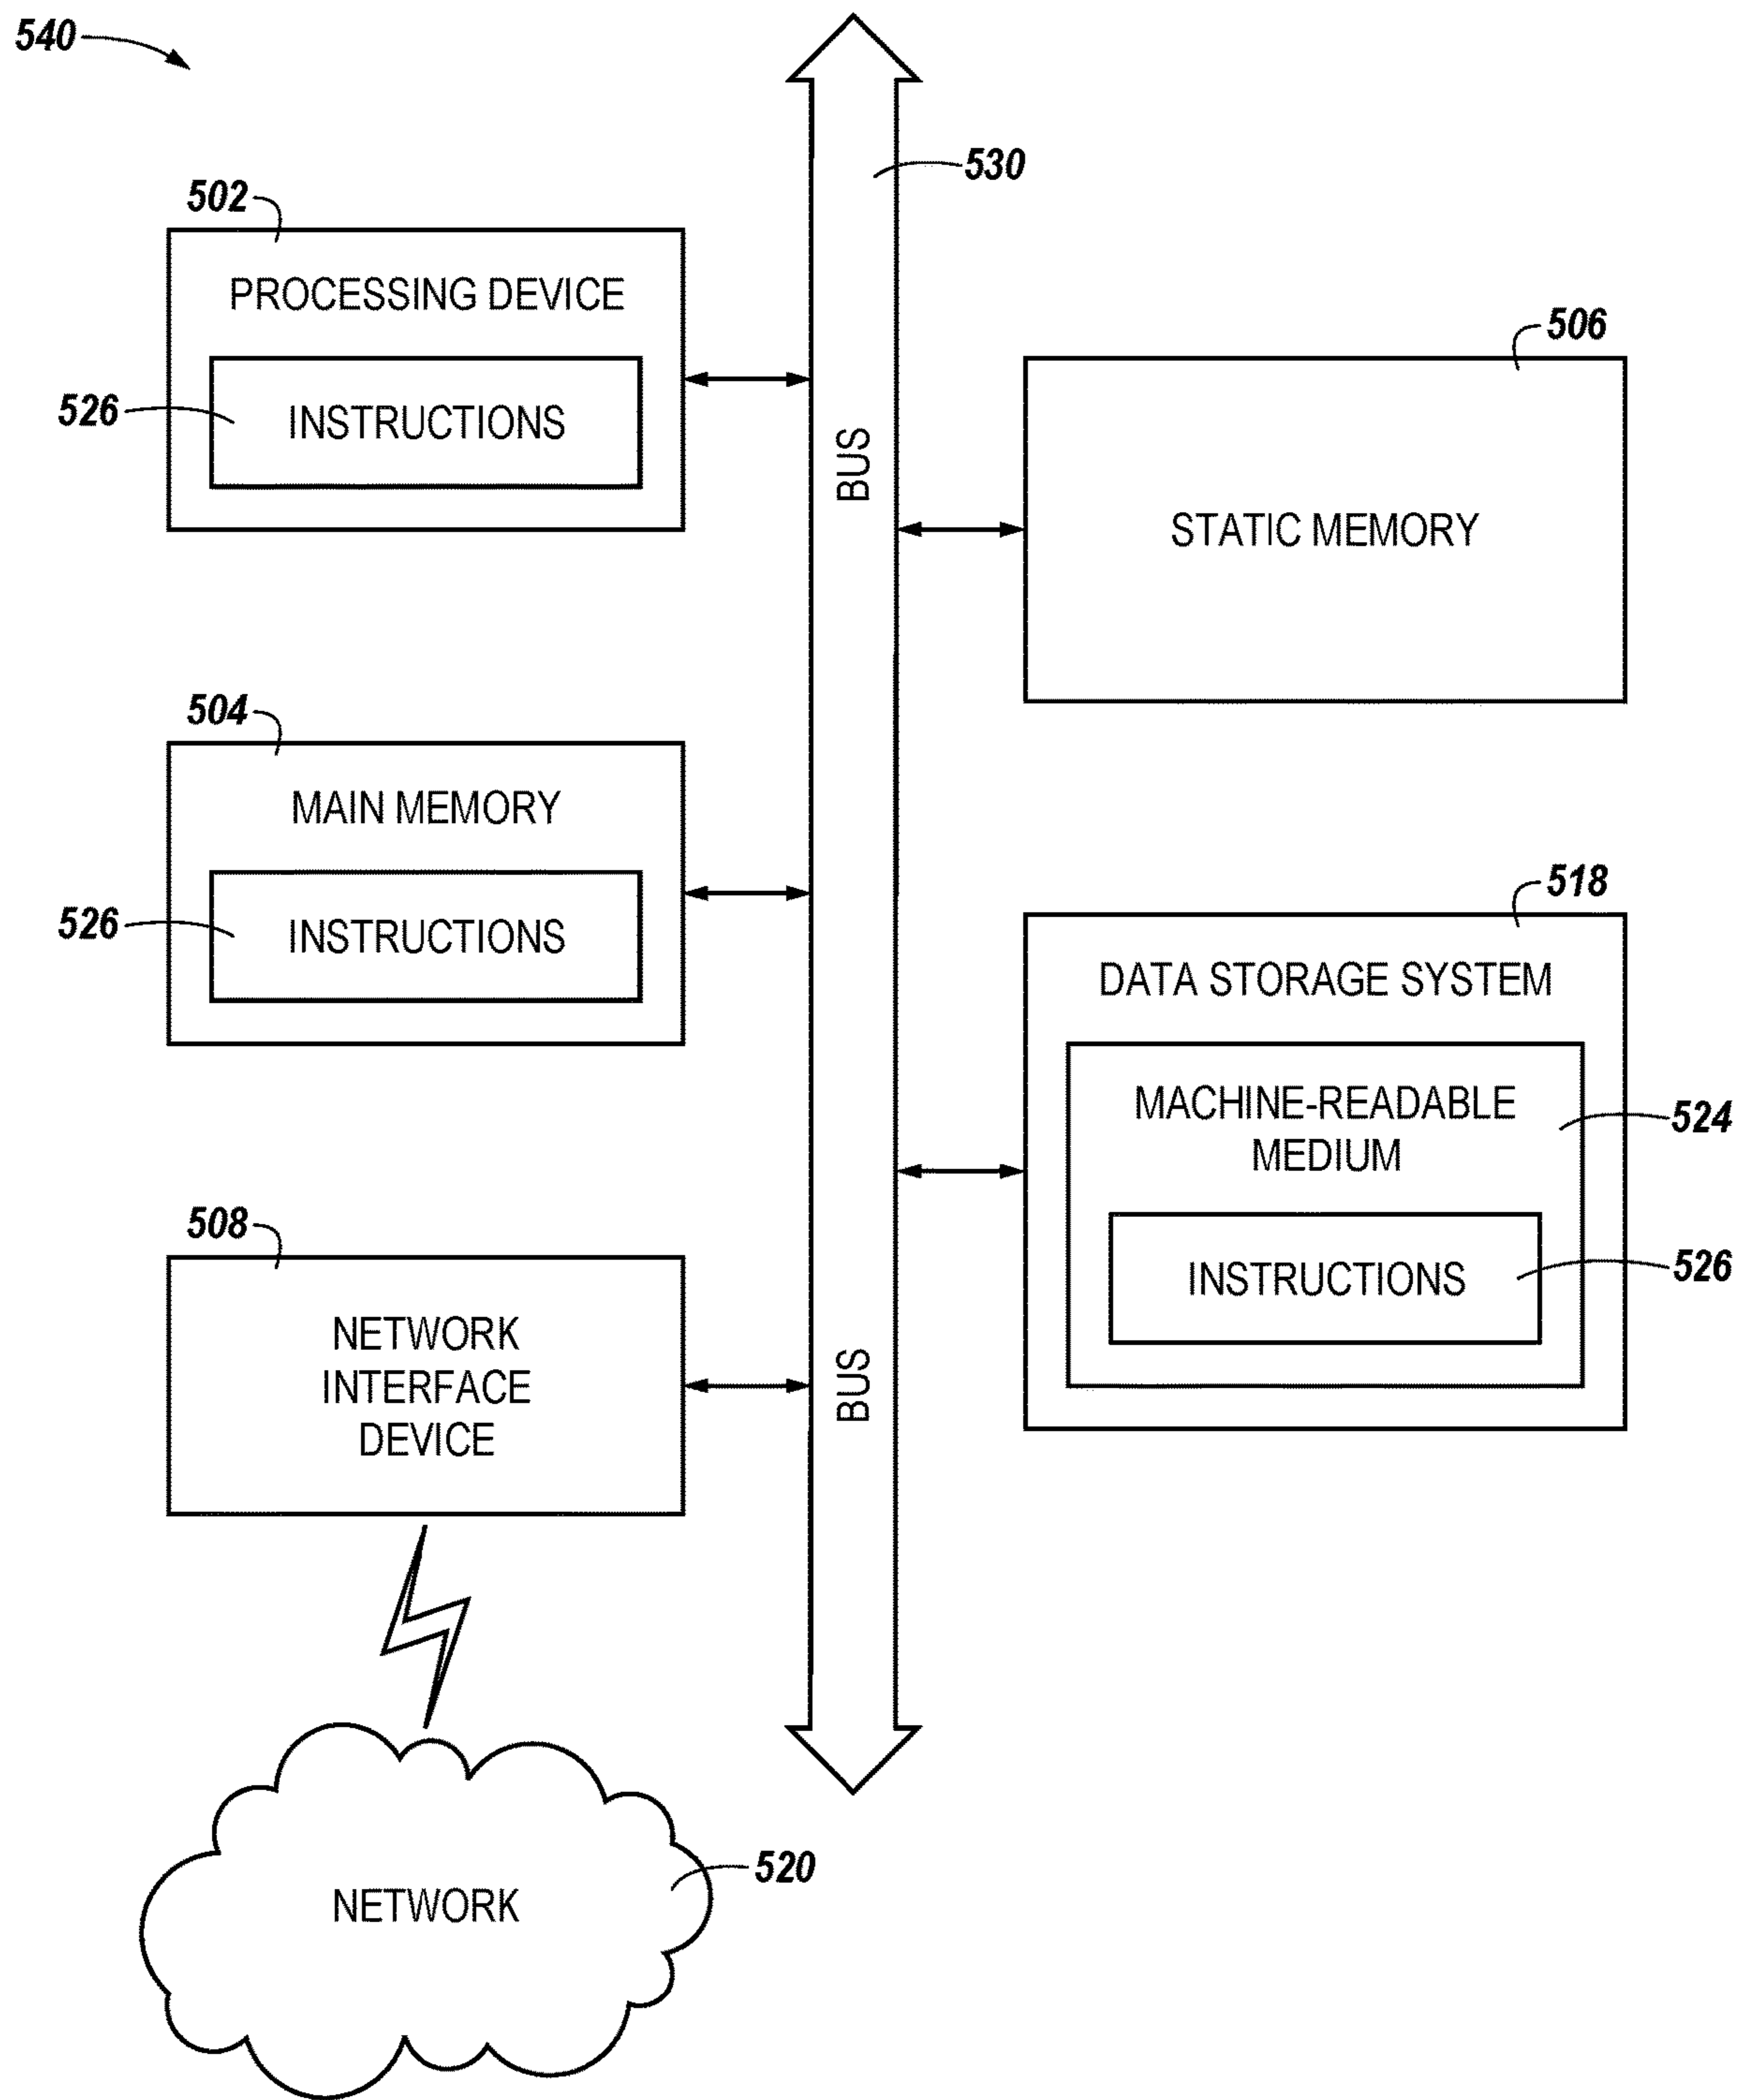 540
530
502
PROCESSING DEVICE
526
INSTRUCTIONS
BUS
506
STATIC MEMORY
504
MAIN MEMORY
526
INSTRUCTIONS
518
DATA STORAGE SYSTEM
MACHINE-READABLE
MEDIUM
524
INSTRUCTIONS
526
508
NETWORK
INTERFACE
DEVICE
BUS
NETWORK
520